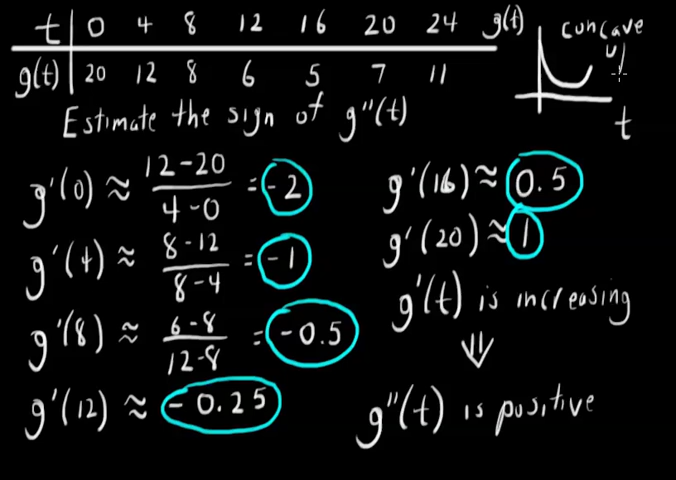 t 0 4 8 12 16 20 24
g(t) 20 12 8 6 5 7 11
g(t) concave
t
Estimate the sign of g''(t)
g'(0) ≈ (12-20)/(4-0) = -2
g'(4) ≈ (8-12)/(8-4) = -1
g'(8) ≈ (6-8)/(12-8) = -0.5
g'(12) ≈ -0.25
g'(16) ≈ 0.5
g'(20) ≈ 1
g'(t) is increasing
⇓
g''(t) is positive